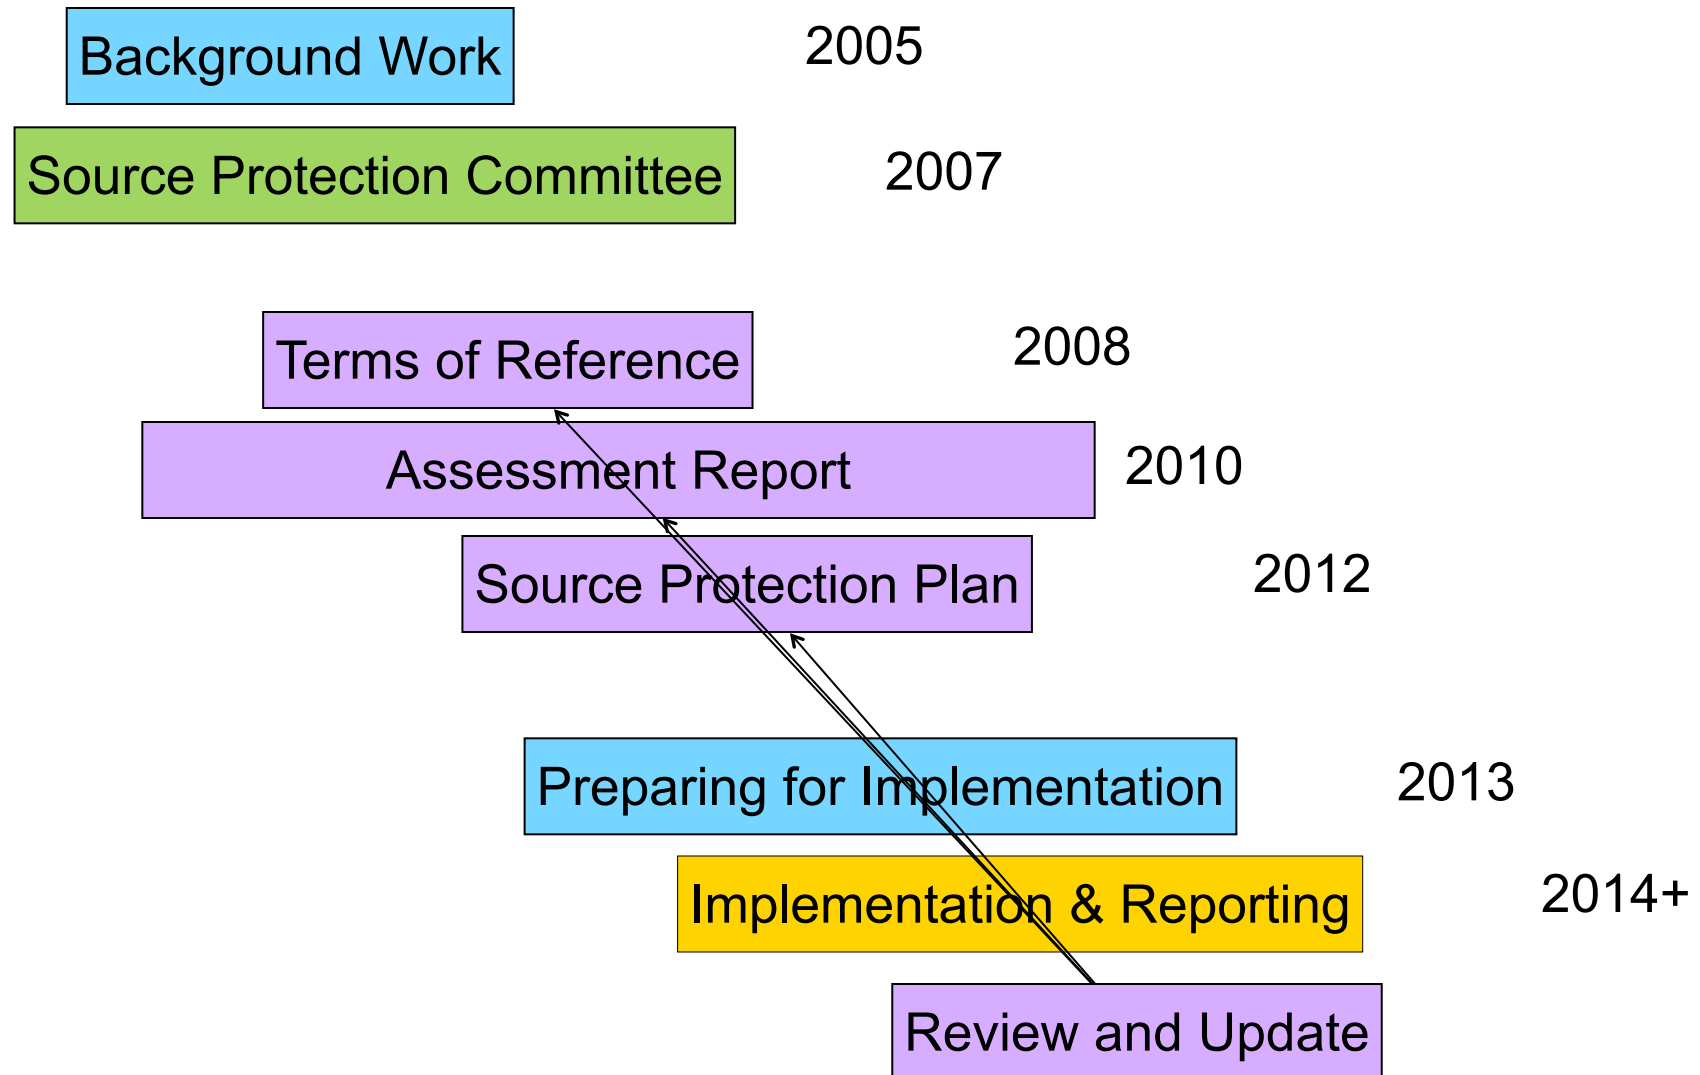 Background Work
2005
Source Protection Committee
2007
Terms of Reference
2008
Assessment Report
2010
Source Protection Plan
2012
Preparing for Implementation
2013
Implementation & Reporting
2014+
Review and Update